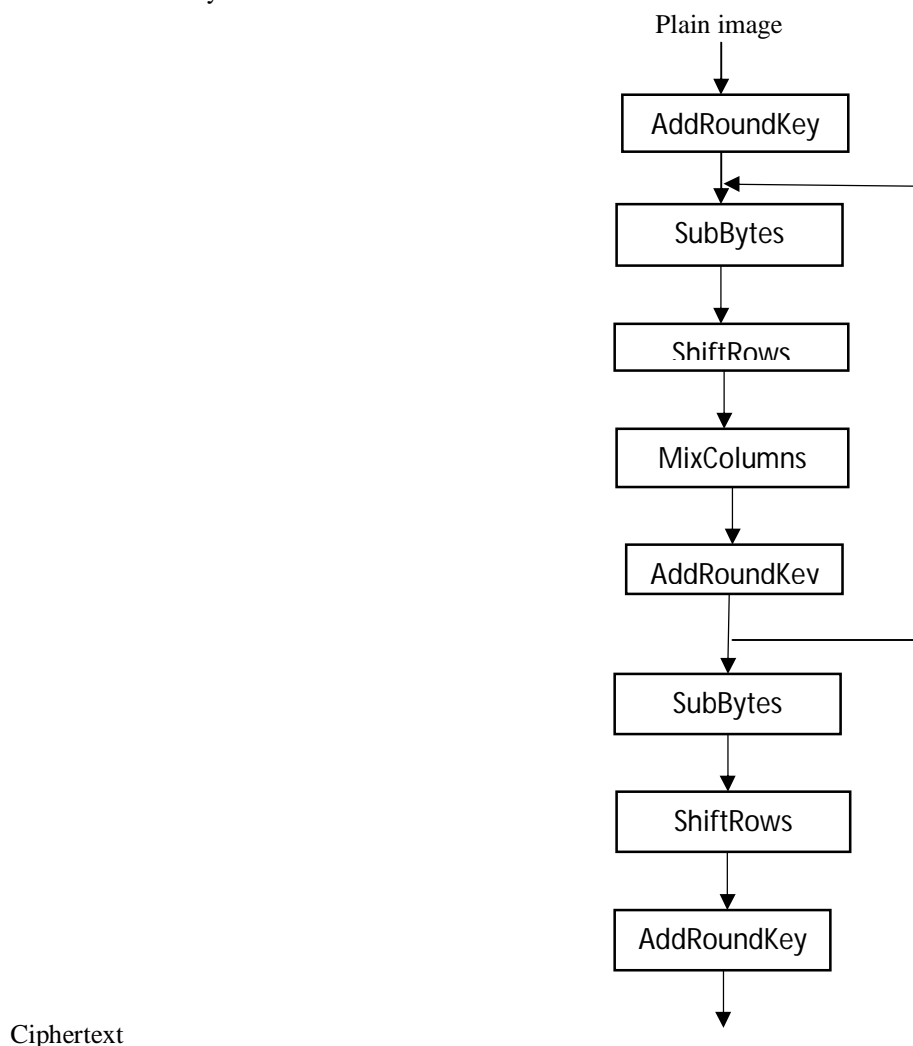 Plain image
AddRoundKey
SubBytes
ShiftRows
MixColumns
AddRoundKey
SubBytes
ShiftRows
AddRoundKey
Ciphertext